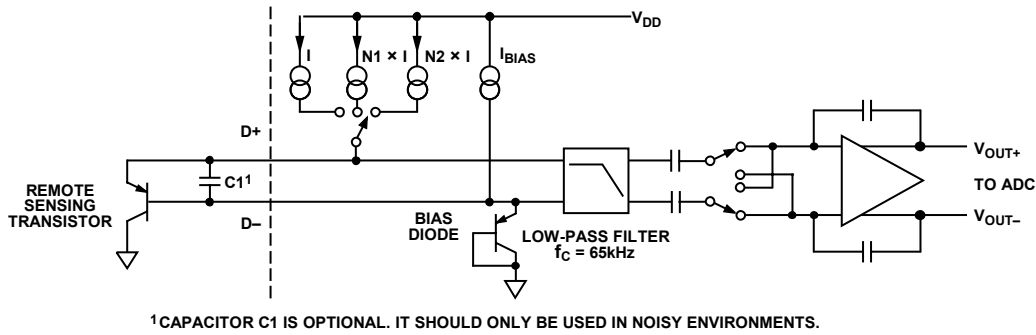 V_DD
I
N1 × I
N2 × I
I_BIAS
D+
REMOTE
SENSING
TRANSISTOR
C1¹
D–
BIAS
DIODE
LOW-PASS FILTER
f_C = 65kHz
V_OUT+
TO ADC
V_OUT–
¹CAPACITOR C1 IS OPTIONAL. IT SHOULD ONLY BE USED IN NOISY ENVIRONMENTS.